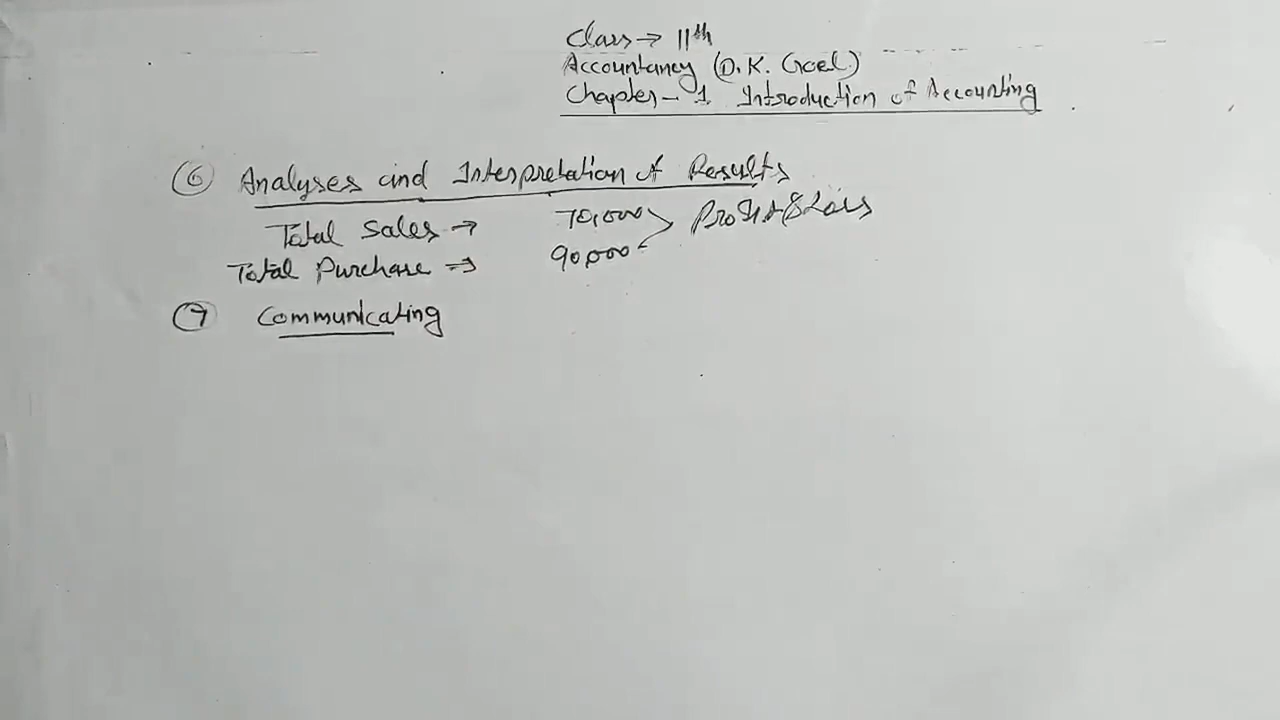 Class → 11th
Accountancy (D. K. Goel)
Chapter - 1 Introduction of Accounting
(6) Analyses and Interpretation of Results
Total Sales → 70,000 Profit & Loss
Total Purchase ⇒ 90,000
(7) Communicating